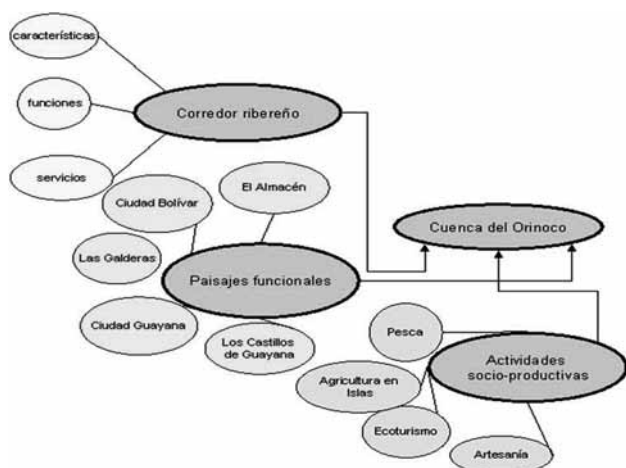 características
funciones
Corredor ribereño
servicios
El Almacén
Ciudad Bolívar
Cuenca del Orinoco
Las Galderas
Paisajes funcionales
Ciudad Guayana
Los Castillos
de Guayana
Pesca
Actividades
socio-productivas
Agricultura en
Islas
Ecoturismo
Artesanía